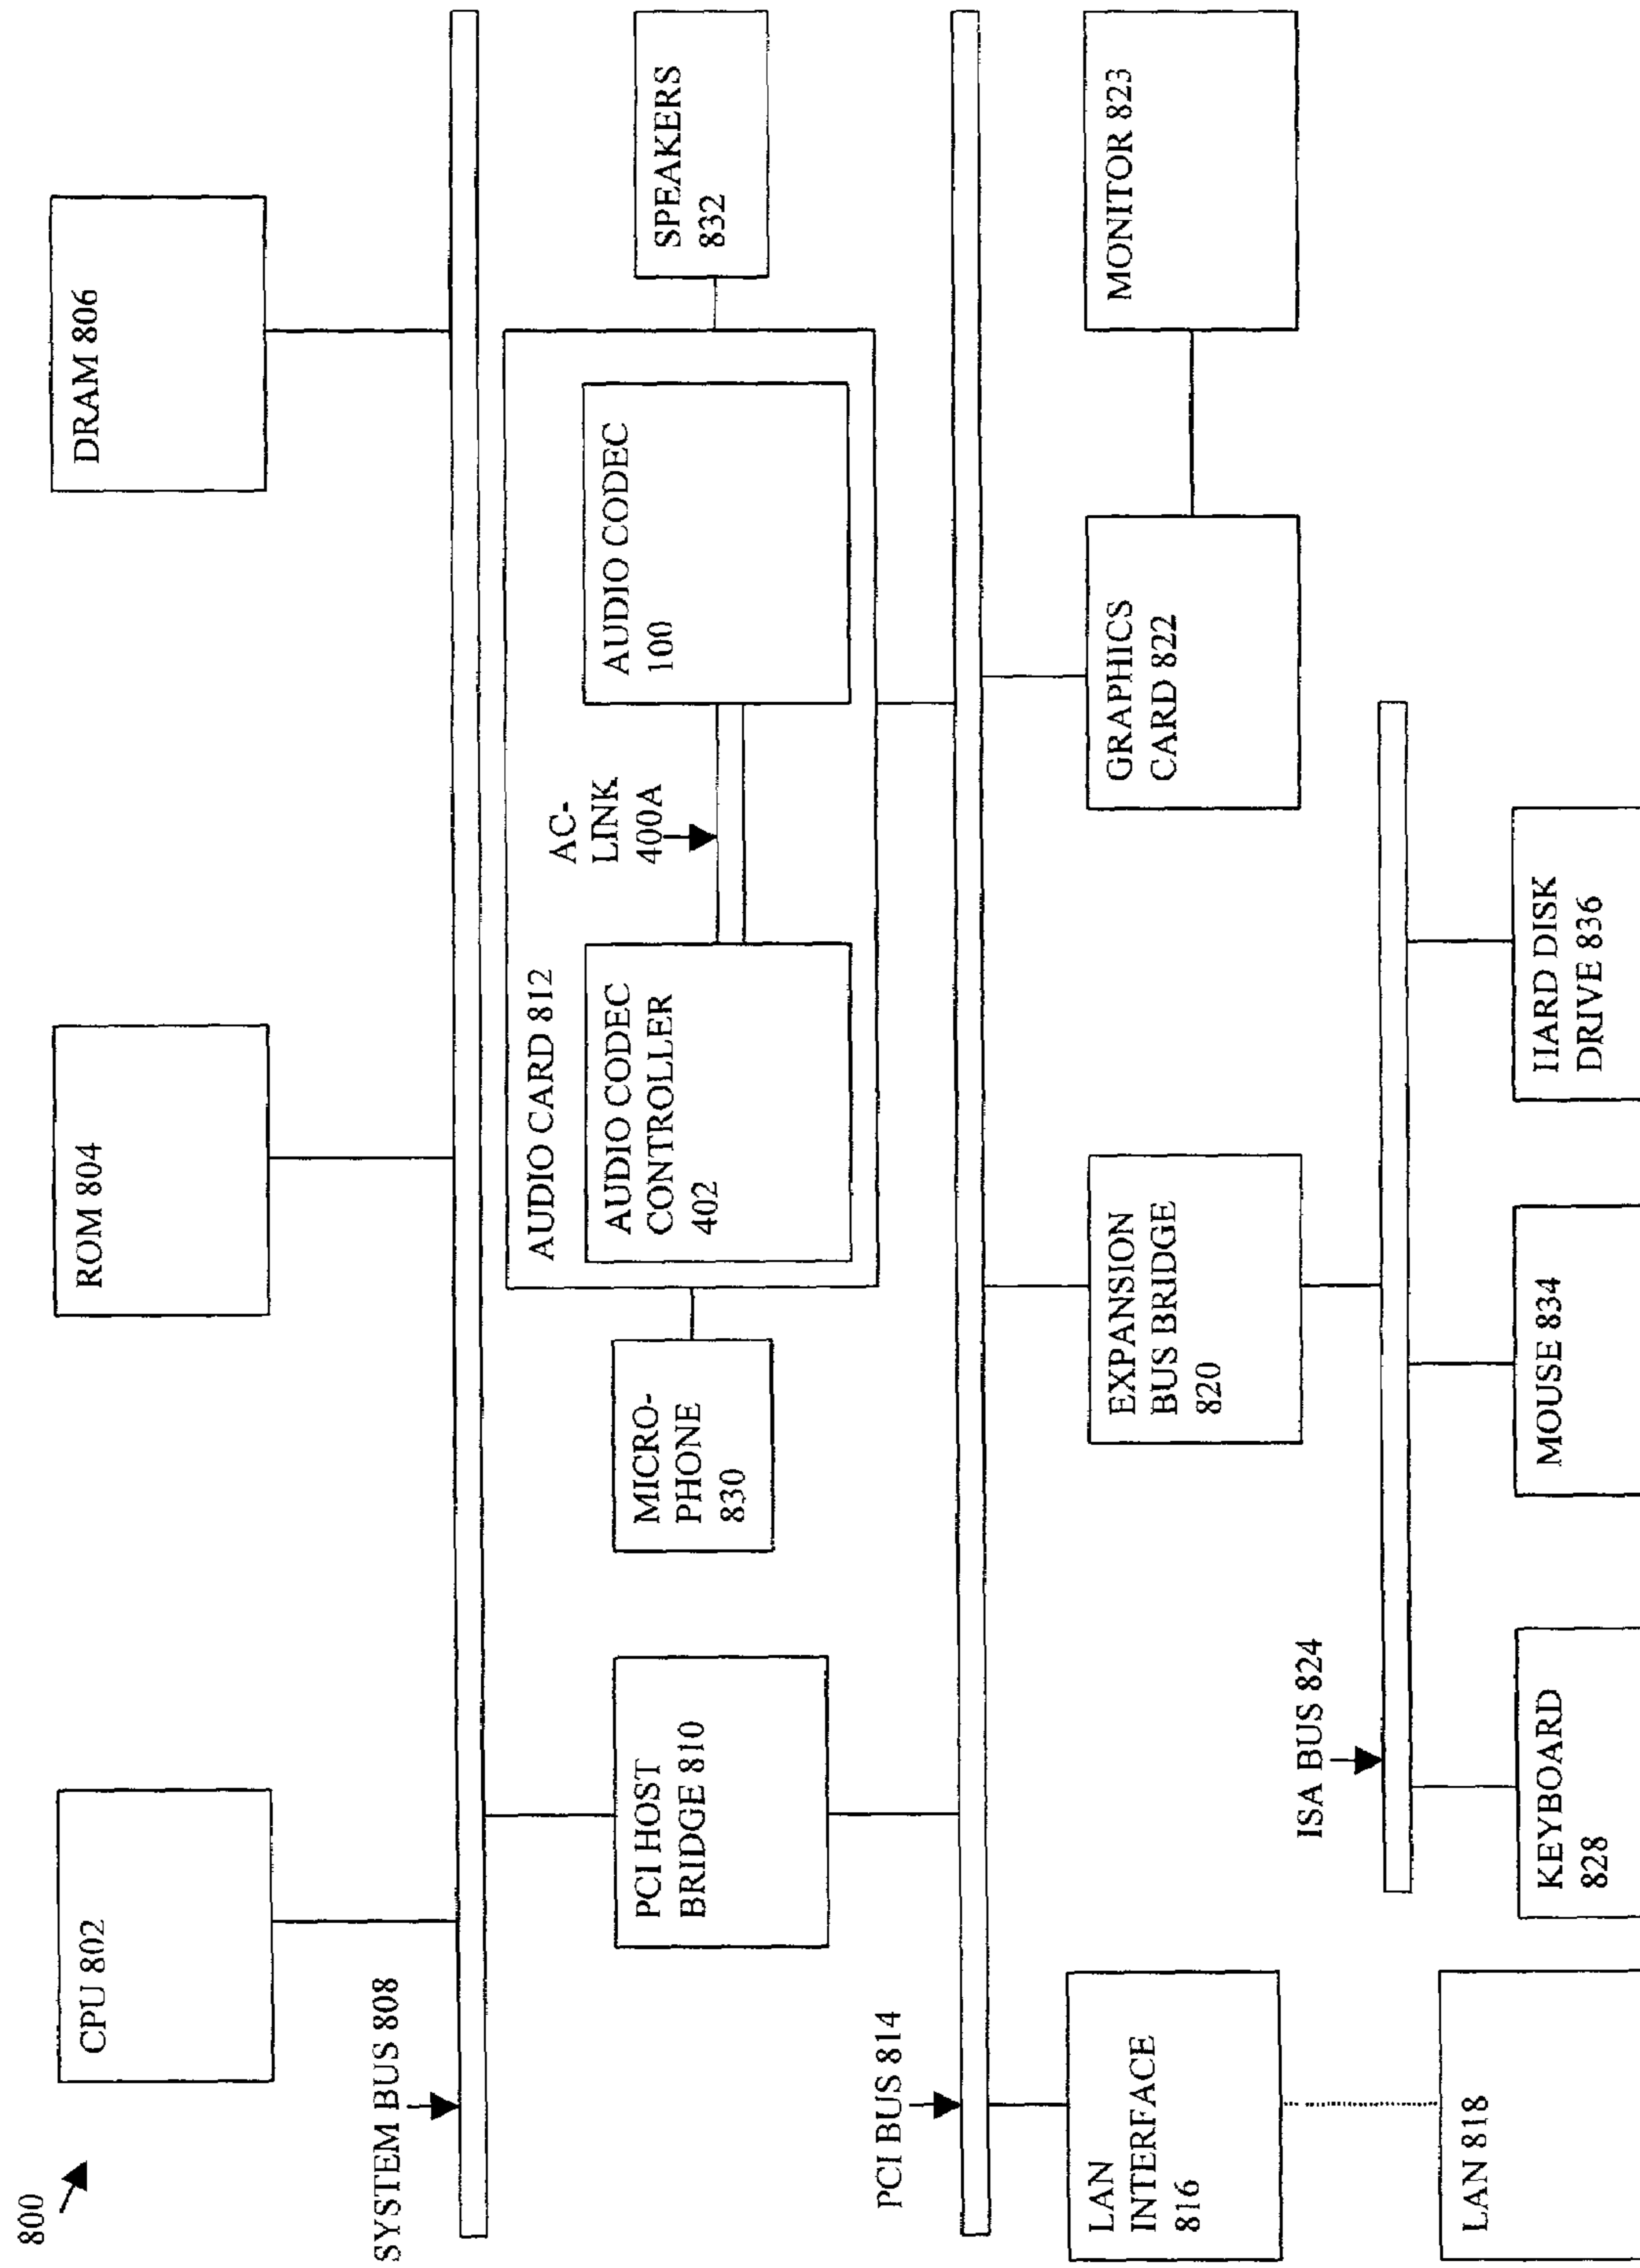 800
CPU 802
ROM 804
DRAM 806
SYSTEM BUS 808
PCI HOST
BRIDGE 810
MICRO-
PHONE
830
AUDIO CARD 812
AUDIO CODEC
CONTROLLER
402
AC-
LINK
400A
AUDIO CODEC
100
SPEAKERS
832
PCI BUS 814
LAN
INTERFACE
816
EXPANSION
BUS BRIDGE
820
GRAPHICS
CARD 822
MONITOR 823
ISA BUS 824
LAN 818
KEYBOARD
828
MOUSE 834
HARD DISK
DRIVE 836